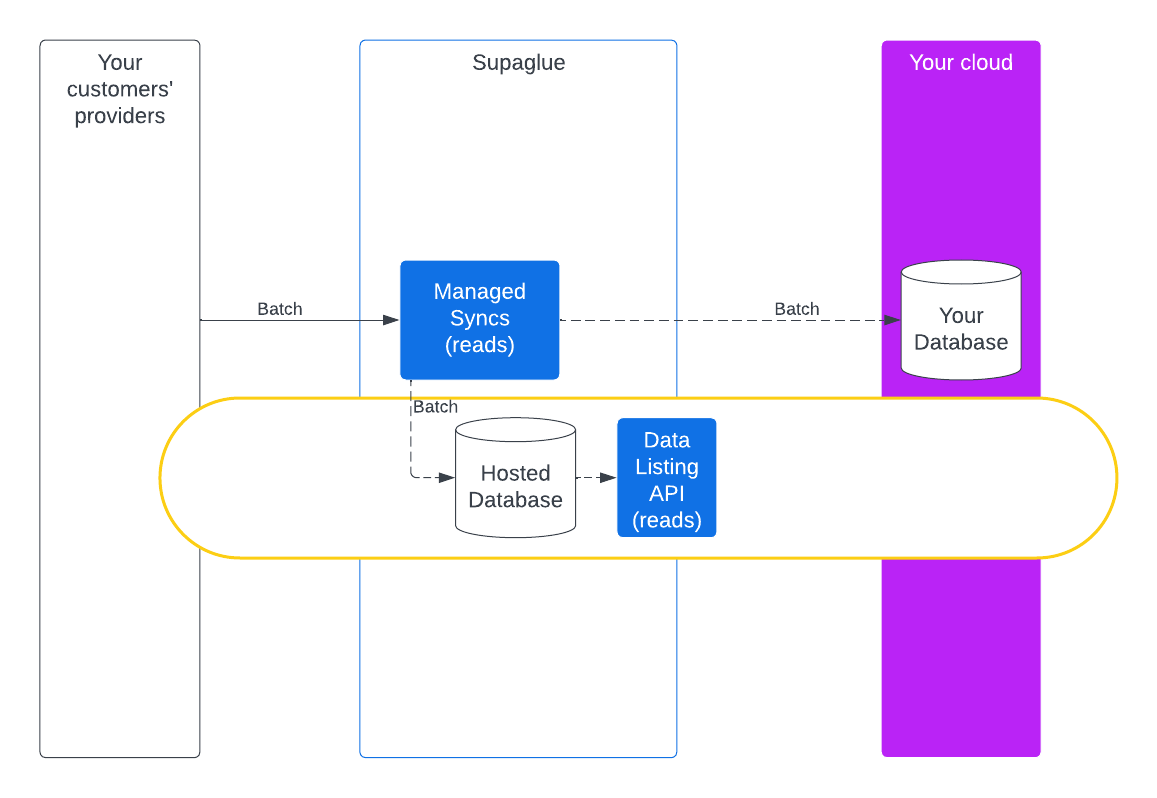 Your
customers'
providers
Supaglue
Your cloud
Batch
Managed
Syncs
(reads)
Batch
Your
Database
Batch
Hosted
Database
Data
Listing
API
(reads)